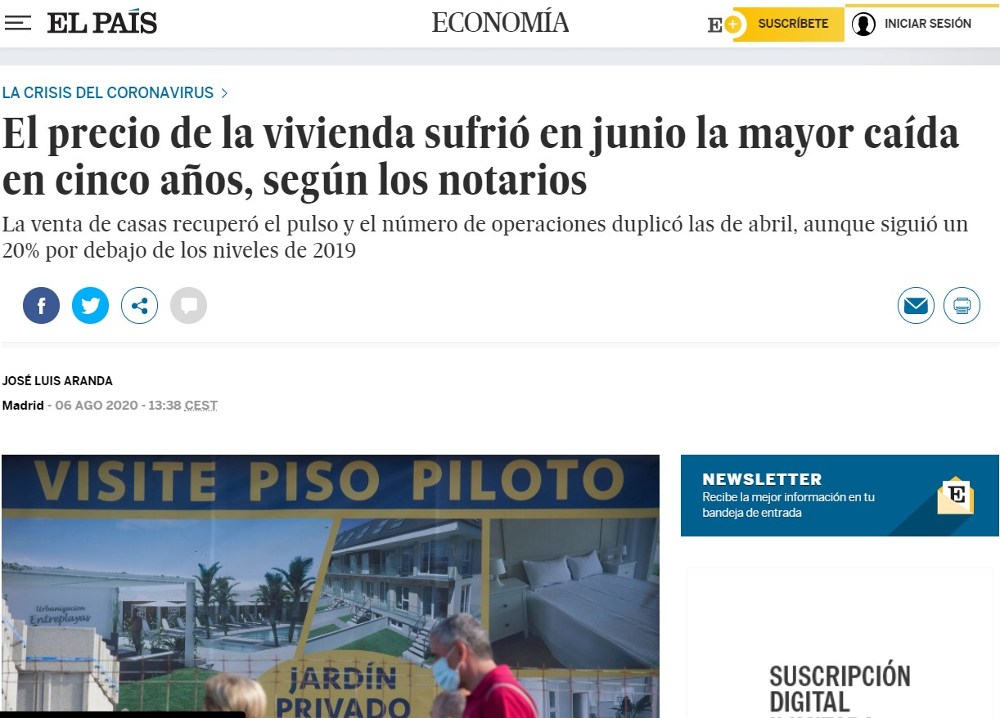 EL PAÍS
ECONOMÍA
E+
SUSCRÍBETE
INICIAR SESIÓN
LA CRISIS DEL CORONAVIRUS >
El precio de la vivienda sufrió en junio la mayor caída
en cinco años, según los notarios
La venta de casas recuperó el pulso y el número de operaciones duplicó las de abril, aunque siguió un
20% por debajo de los niveles de 2019
JOSÉ LUIS ARANDA
Madrid - 06 AGO 2020 - 13:38 CEST
VISITE PISO PILOTO
Urbanizacion
Entreplayas
JARDÍN
PRIVADO
NEWSLETTER
Recibe la mejor información en tu
bandeja de entrada
E
SUSCRIPCIÓN
DIGITAL